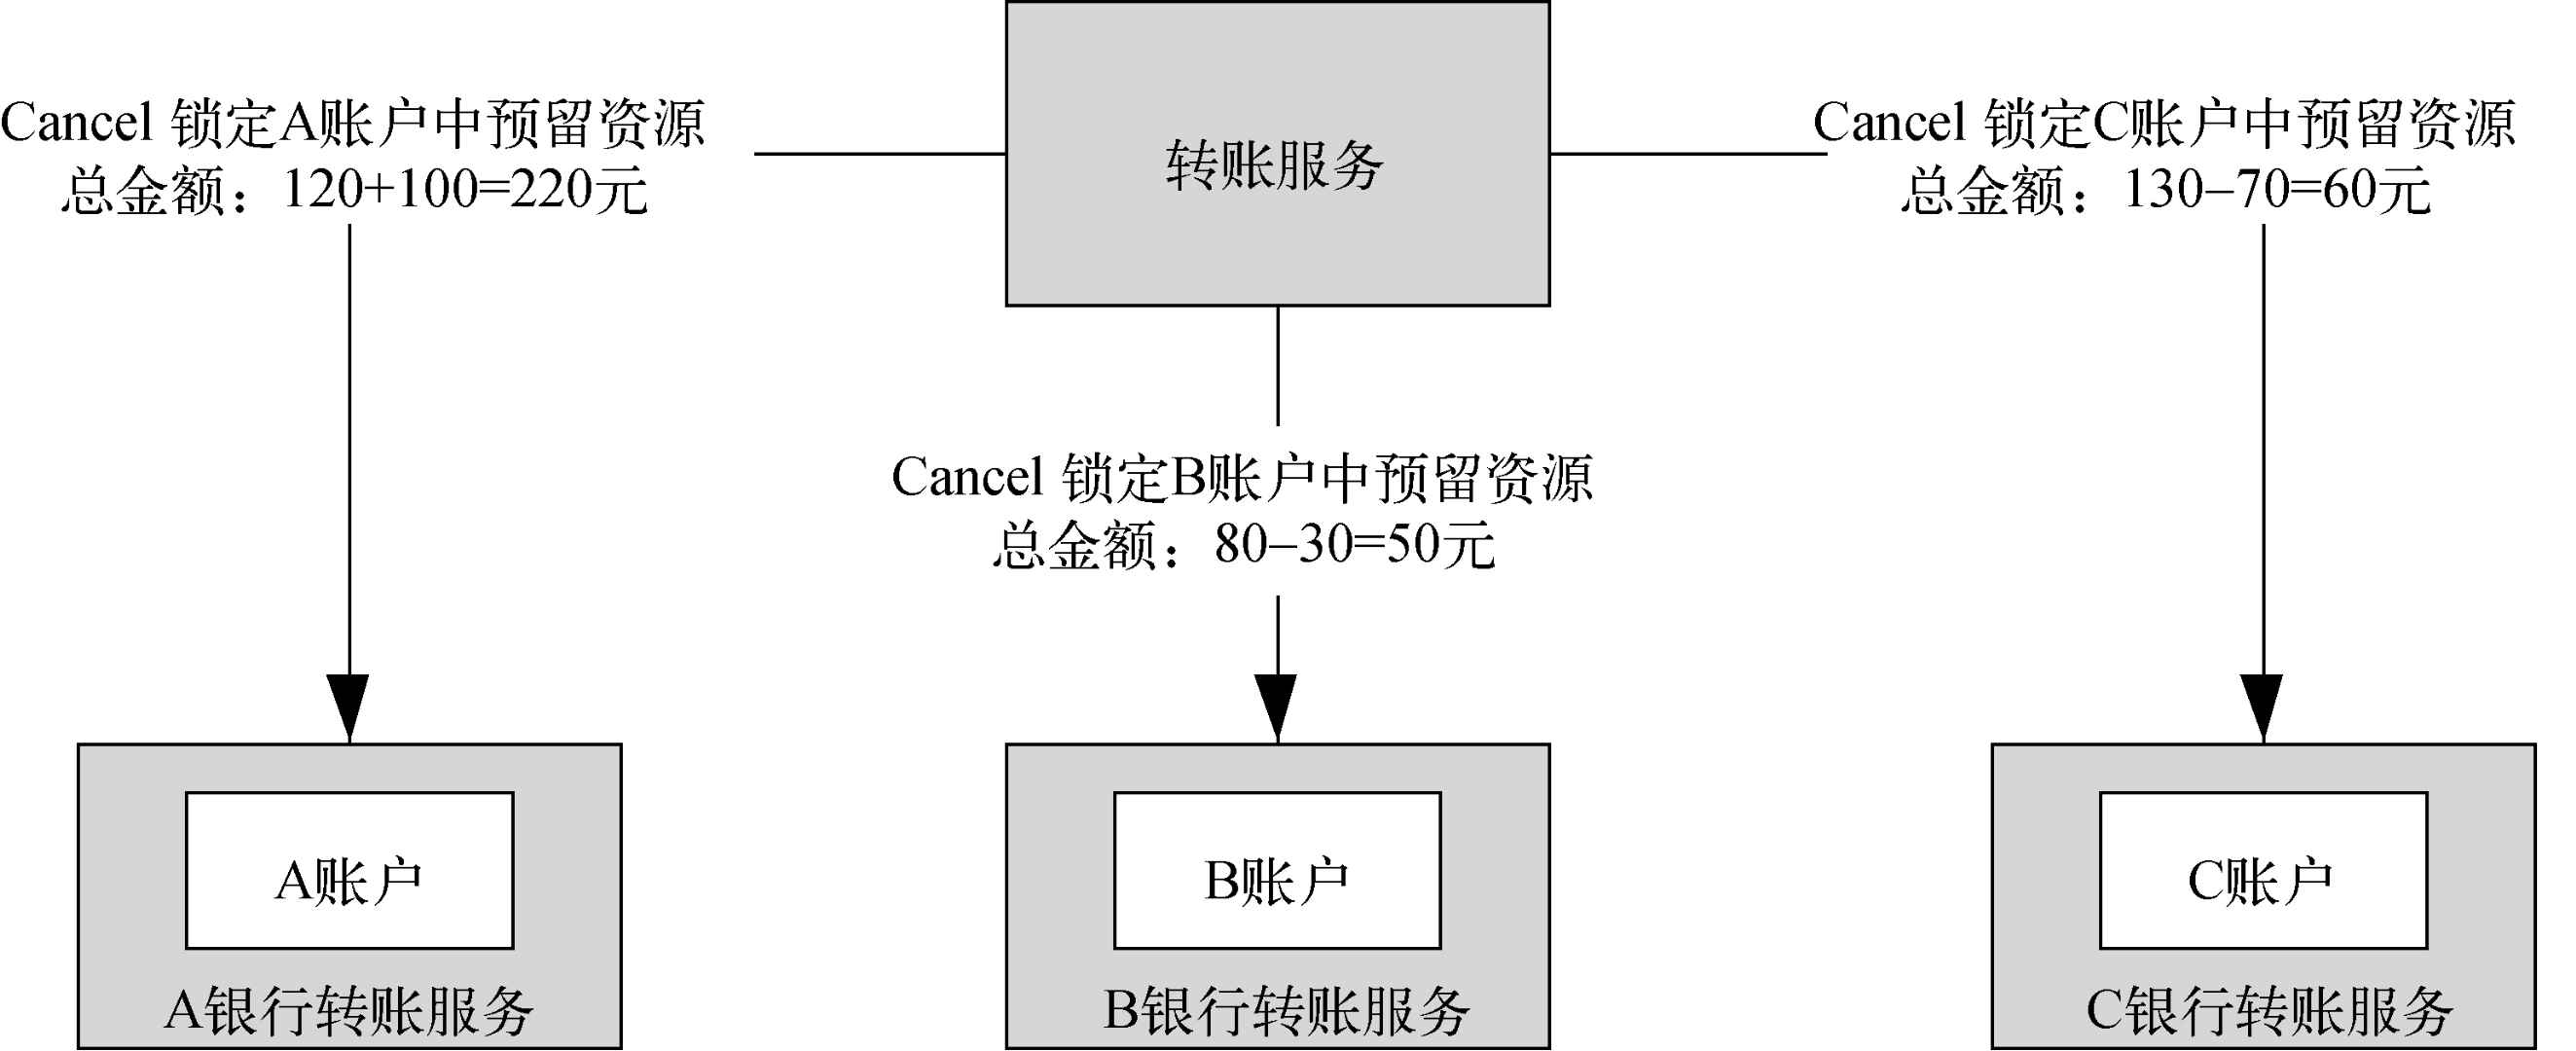 Cancel 锁定A账户中预留资源
总金额：120+100=220元
转账服务
Cancel 锁定C账户中预留资源
总金额：130–70=60元
Cancel 锁定B账户中预留资源
总金额：80–30=50元
A账户
A银行转账服务
B账户
B银行转账服务
C账户
C银行转账服务